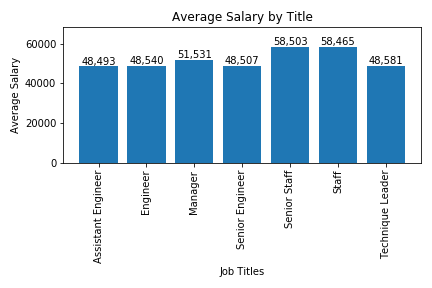 Average Salary by Title
Average Salary
60000
40000
20000
0
48,493
48,540
51,531
48,507
58,503
58,465
48,581
Assistant Engineer
Engineer
Manager
Senior Engineer
Senior Staff
Staff
Technique Leader
Job Titles